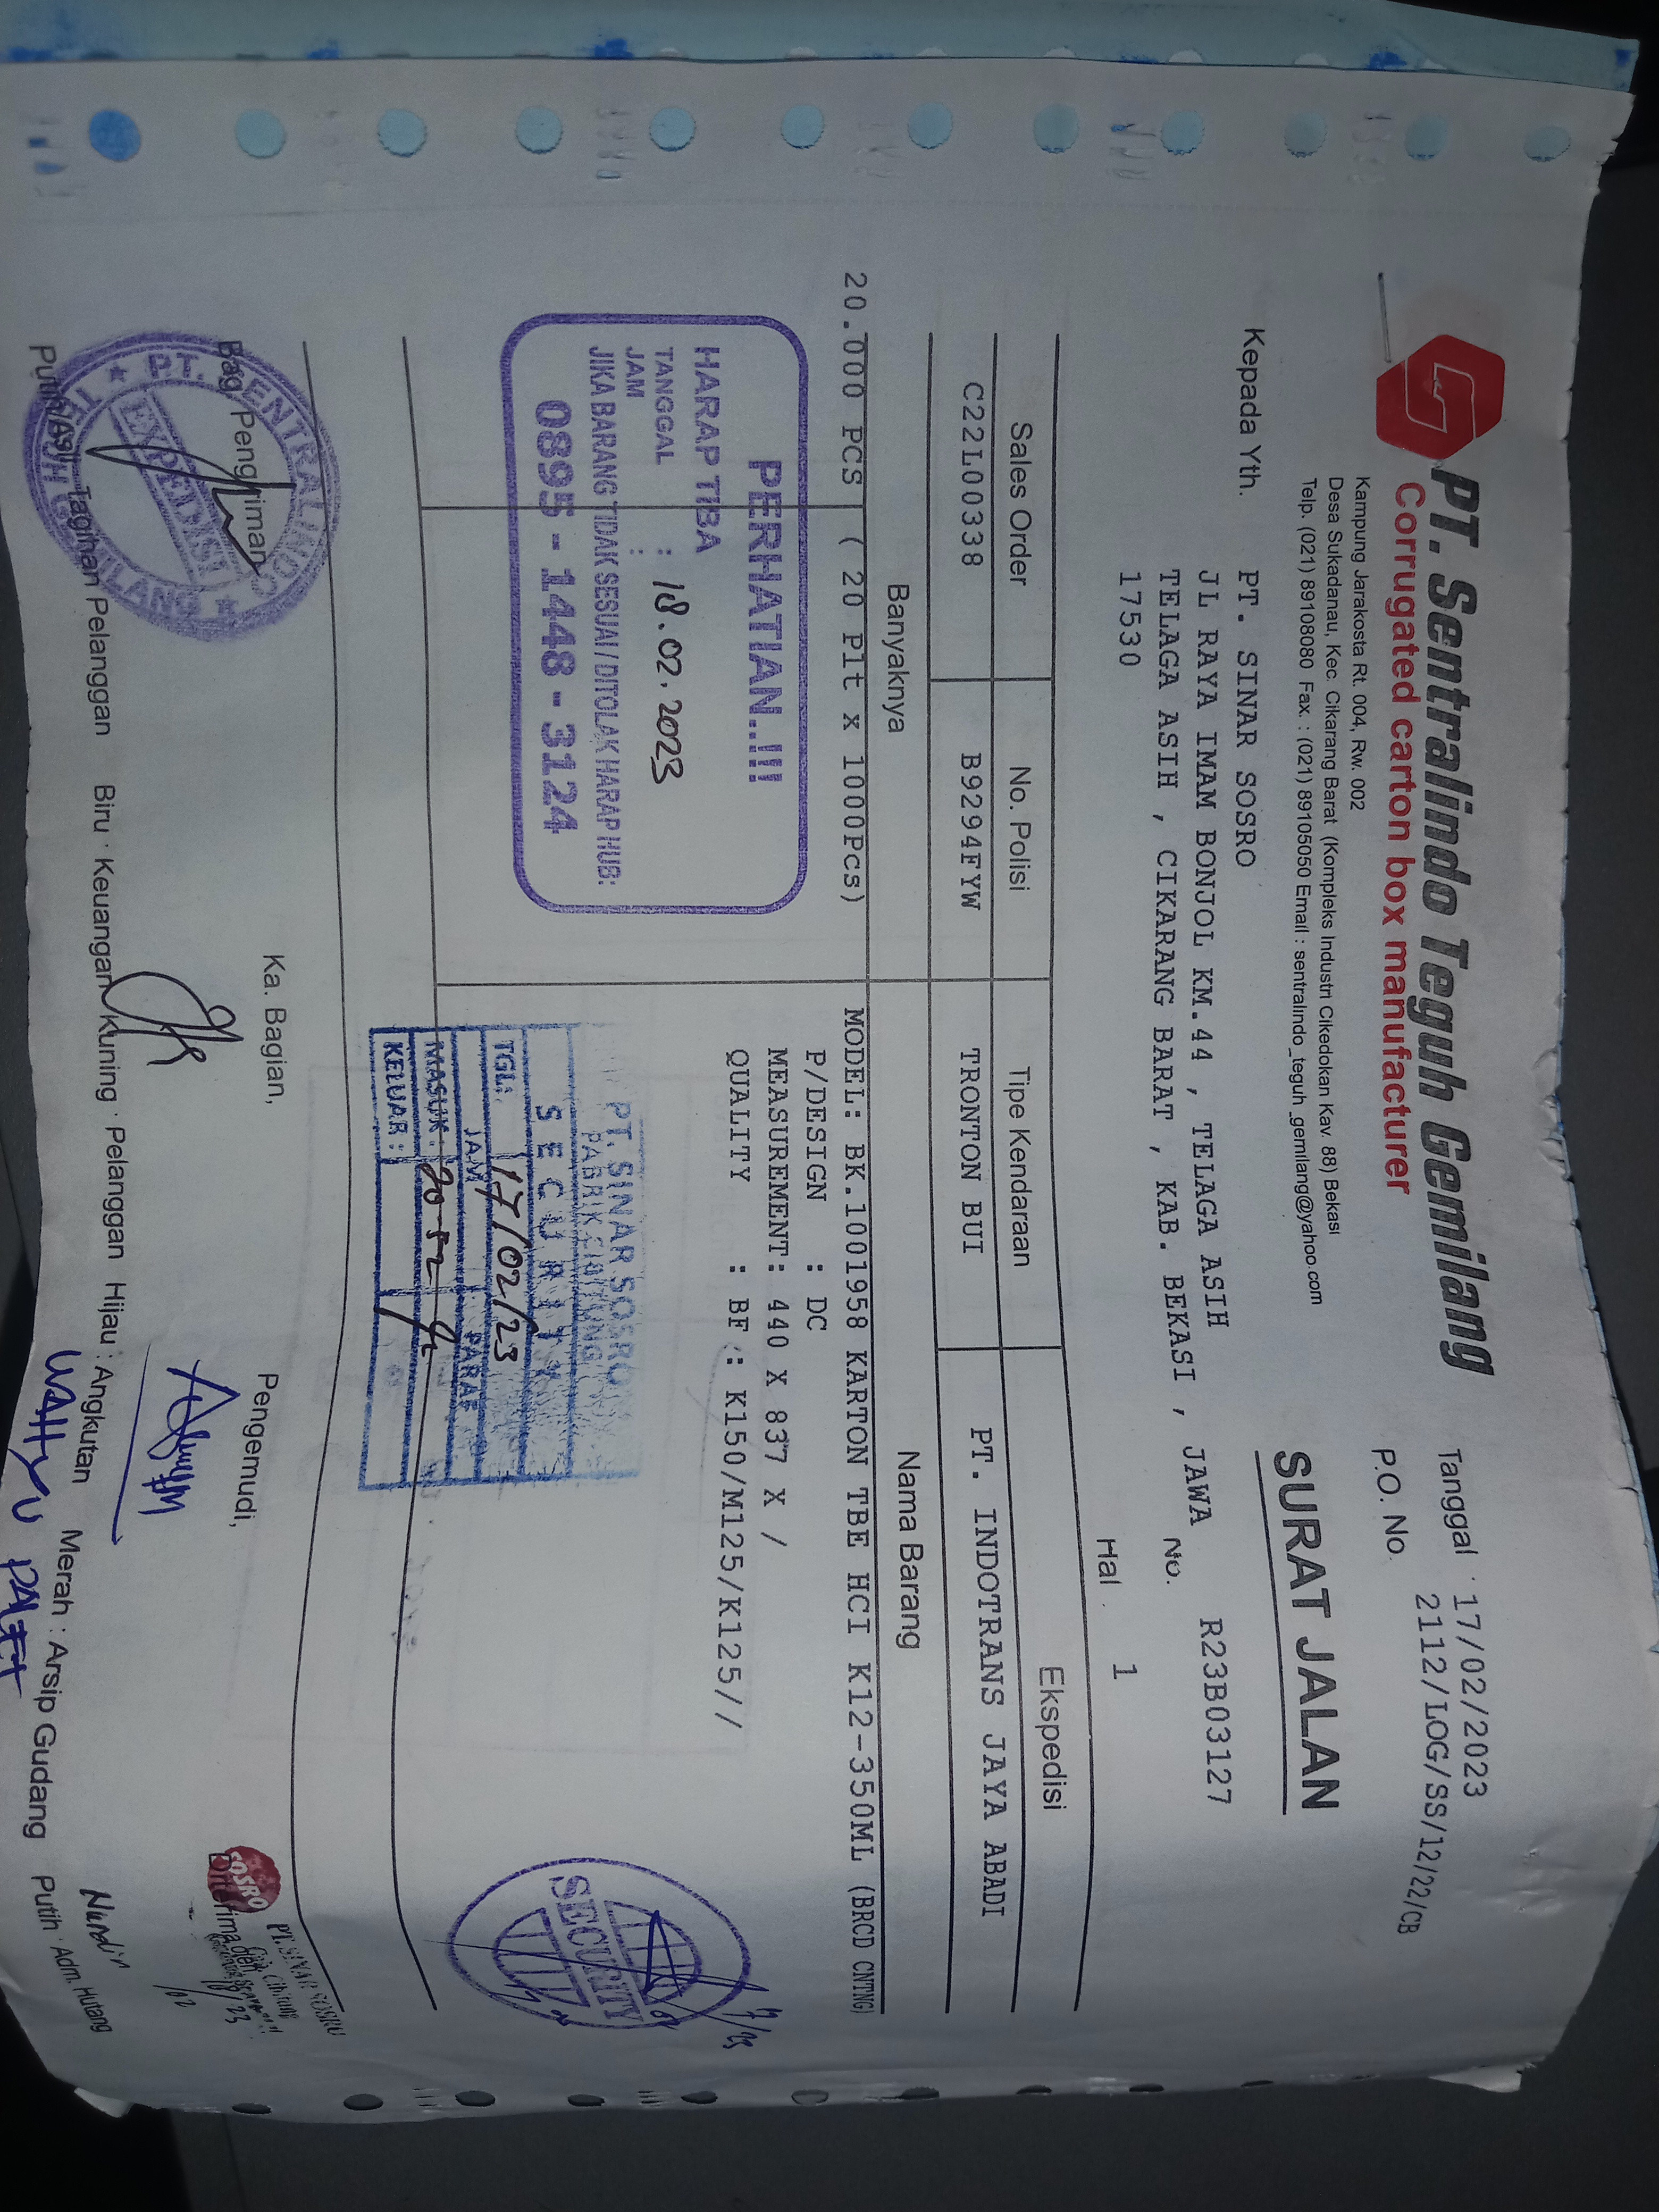 PT. Sentralindo Teguh Gemilang
Corrugated carton box manufacturer
Kampung Jarakosta Rt. 004, Rw. 002
Desa Sukadanau, Kec. Cikarang Barat (Kompleks Industri Cikedokan Kav. 88) Bekasi
Telp. (021) 89108080 Fax : (021) 89105050 Email : sentralindo_teguh_gemilang@yahoo.com
Tanggal : 17/02/2023
P.O. No. 2112/LOG/SS/12/22/CB
SURAT JALAN
Kepada Yth. PT. SINAR SOSRO
JL RAYA IMAM BONJOL KM.44 , TELAGA ASIH
TELAGA ASIH , CIKARANG BARAT , KAB. BEKASI , JAWA
17530
No. R23B03127
Hal. 1
Sales Order No. Polisi Tipe Kendaraan Ekspedisi
C22L00338 B9294FYW TRONTON BUI PT. INDOTRANS JAYA ABADI
Banyaknya Nama Barang
20.000 PCS ( 20 Plt x 1000Pcs) MODEL: BK.1001958 KARTON TBE HCI K12-350ML (BRCD CNTNG)
P/DESIGN : DC
MEASUREMENT: 440 X 837 X /
QUALITY : BF : K150/M125/K125//
PERHATIAN..!!!
HARAP TIBA
TANGGAL : 18.02.2023
JAM :
JIKA BARANG TIDAK SESUAI / DITOLAK HARAP HUB:
0895 - 1448 - 3124
PT. SINAR SOSRO
PABRIK CIBITUNG
SECURITY
TGL: 17/02/23
JAM PARAF
MASUK : 20-52
KELUAR :
SECURITY
Bag. Pengiriman Ka. Bagian, Pengemudi, Diterima oleh
PT. SENTRALINDO TEGUH GEMILANG
EXPEDISI
SOSRO
PT. SINAR SOSRO
Nurdin
WAHYU
Putih/Asli : Tagihan Pelanggan Biru : Keuangan Kuning : Pelanggan Hijau : Angkutan Merah : Arsip Gudang Putih : Adm. Hutang